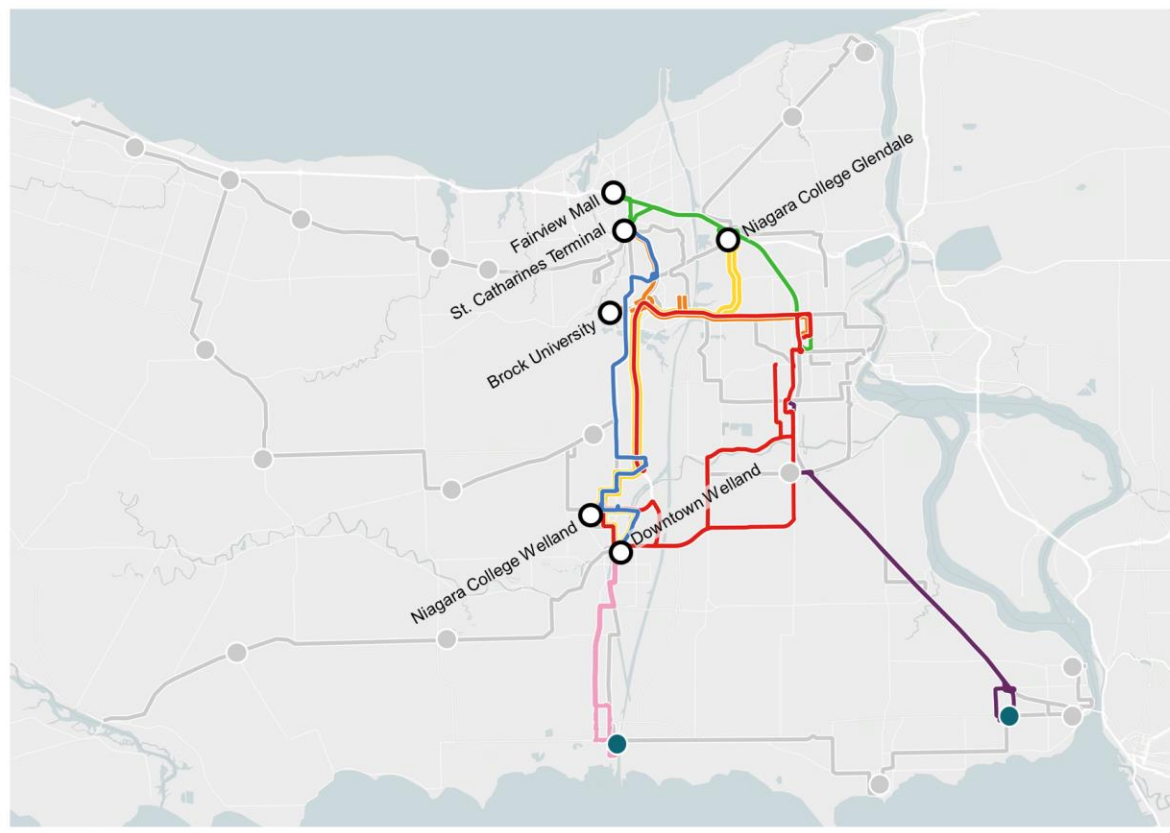 Niagara College Glendale
Fairview Mall
St. Catharines Terminal
Brock University
Downtown Welland
Niagara College Welland